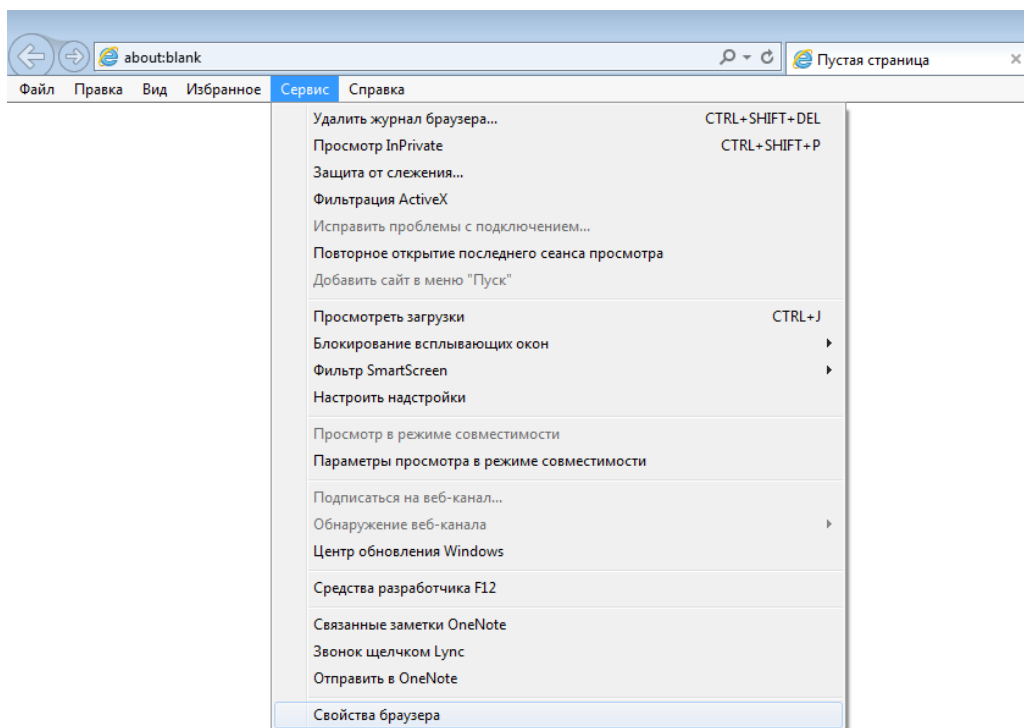 about:blank
Пустая страница
Файл Правка Вид Избранное Сервис Справка
Удалить журнал браузера... CTRL+SHIFT+DEL
Просмотр InPrivate CTRL+SHIFT+P
Защита от слежения...
Фильтрация ActiveX
Исправить проблемы с подключением...
Повторное открытие последнего сеанса просмотра
Добавить сайт в меню "Пуск"
Просмотреть загрузки CTRL+J
Блокирование всплывающих окон
Фильтр SmartScreen
Настроить надстройки
Просмотр в режиме совместимости
Параметры просмотра в режиме совместимости
Подписаться на веб-канал...
Обнаружение веб-канала
Центр обновления Windows
Средства разработчика F12
Связанные заметки OneNote
Звонок щелчком Lync
Отправить в OneNote
Свойства браузера